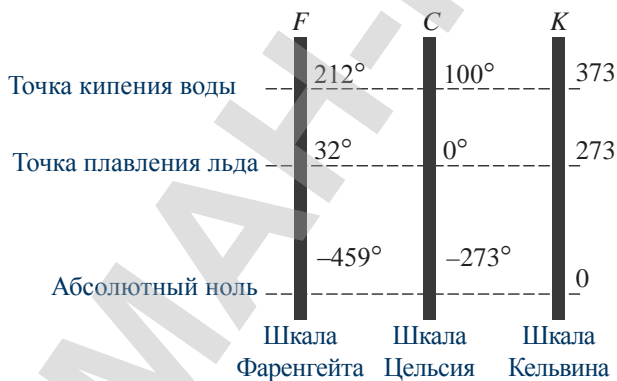 F C K
Точка кипения воды 212° 100° 373
Точка плавления льда 32° 0° 273
–459° –273°
Абсолютный ноль 0
Шкала Шкала Шкала
Фаренгейта Цельсия Кельвина
МАН-